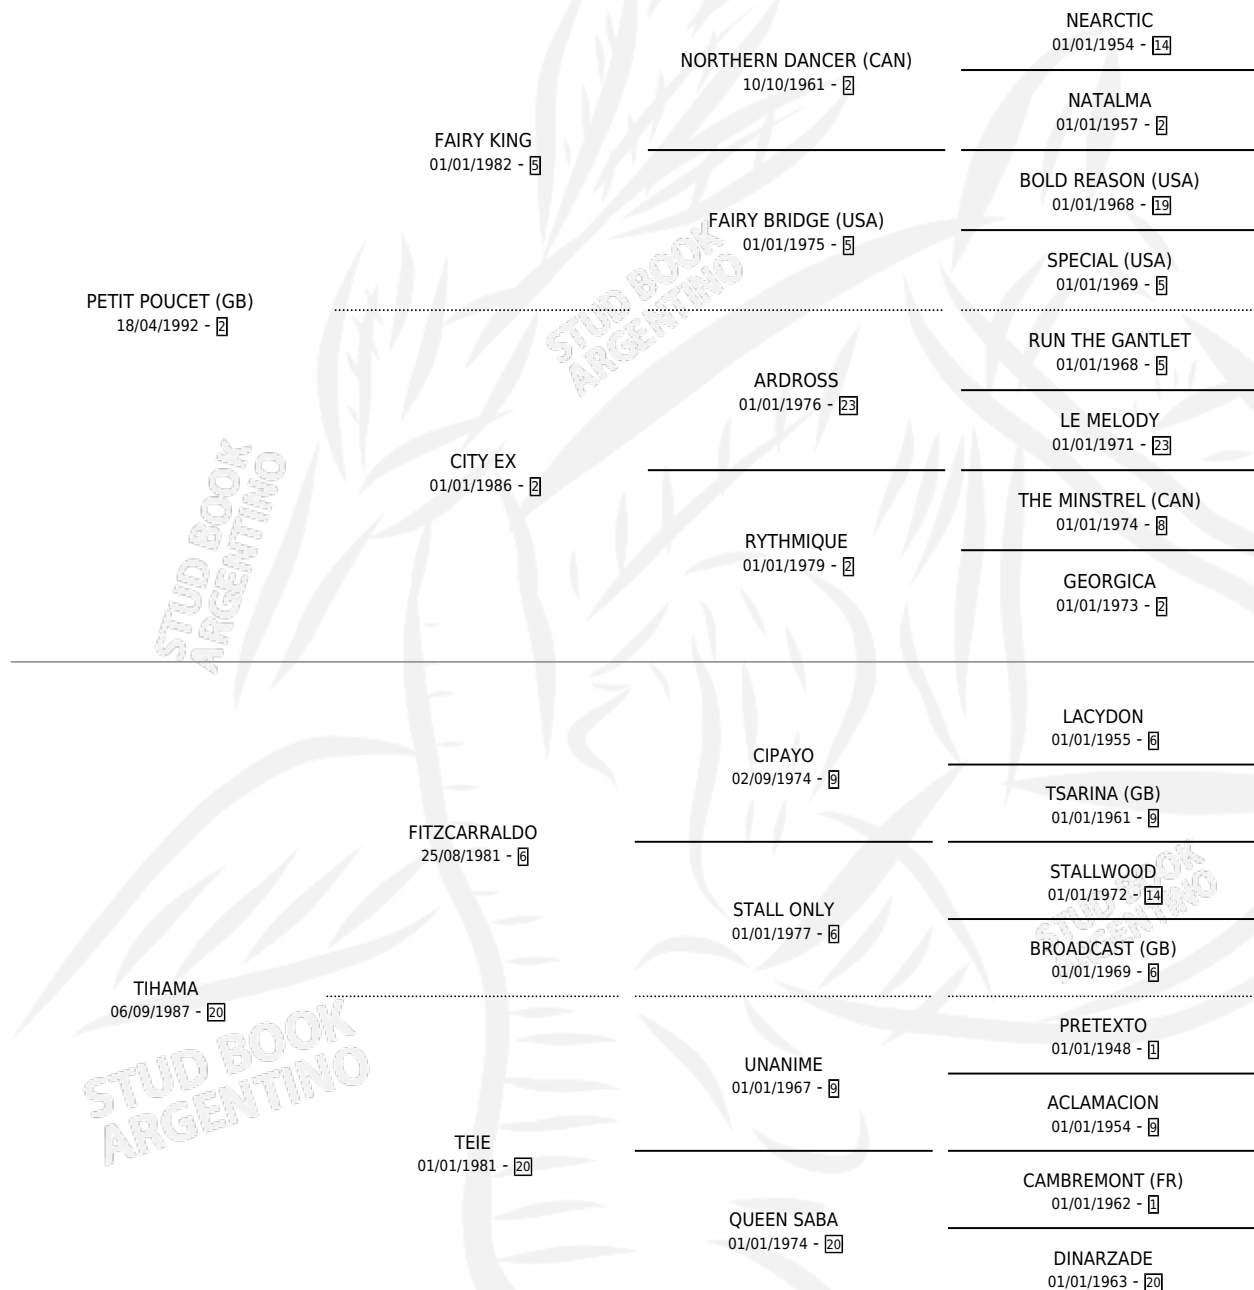 NEARCTIC
01/01/1954 - 14
NORTHERN DANCER (CAN)
10/10/1961 - 2
NATALMA
01/01/1957 - 2
FAIRY KING
01/01/1982 - 5
BOLD REASON (USA)
01/01/1968 - 19
FAIRY BRIDGE (USA)
01/01/1975 - 5
SPECIAL (USA)
01/01/1969 - 5
PETIT POUCET (GB)
18/04/1992 - 2
STUD BOOK
ARGENTINO
RUN THE GANTLET
01/01/1968 - 5
ARDROSS
01/01/1976 - 23
LE MELODY
01/01/1971 - 23
CITY EX
01/01/1986 - 2
THE MINSTREL (CAN)
01/01/1974 - 8
RYTHMIQUE
01/01/1979 - 2
GEORGICA
01/01/1973 - 2
STUD BOOK
ARGENTINO
LACYDON
01/01/1955 - 6
CIPAYO
02/09/1974 - 9
TSARINA (GB)
01/01/1961 - 9
FITZCARRALDO
25/08/1981 - 6
STALLWOOD
01/01/1972 - 14
STALL ONLY
01/01/1977 - 6
BROADCAST (GB)
01/01/1969 - 6
STUD BOOK
ARGENTINO
TIHAMA
06/09/1987 - 20
PRETEXTO
01/01/1948 - 1
UNANIME
01/01/1967 - 9
ACLAMACION
01/01/1954 - 9
STUD BOOK
ARGENTINO
TEIE
01/01/1981 - 20
CAMBREMONT (FR)
01/01/1962 - 1
QUEEN SABA
01/01/1974 - 20
DINARZADE
01/01/1963 - 20